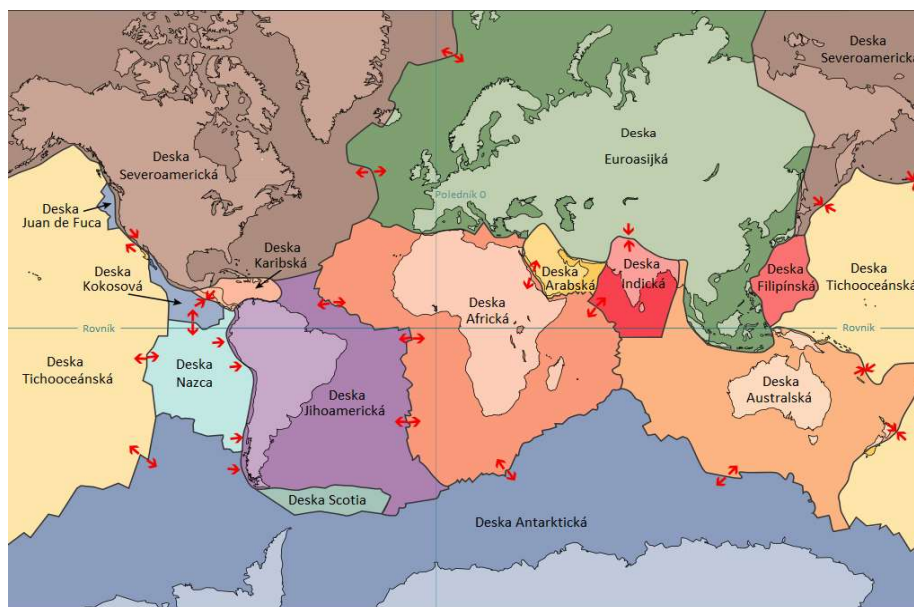 Deska
Severoamerická
Deska
Severoamerická
Deska
Euroasijká
Poledník 0
Deska
Juan de Fuca
Deska
Karibská
Deska
Kokosová
Deska
Arabská
Deska
Indická
Deska
Filipínská
Deska
Tichooceánská
Deska
Africká
Rovník
Rovník
Deska
Tichooceánská
Deska
Nazca
Deska
Jihoamerická
Deska
Australská
Deska Scotia
Deska Antarktická